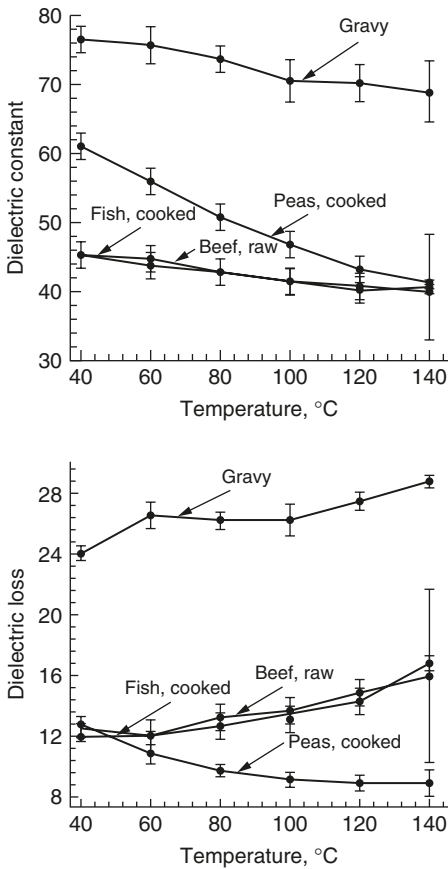 80
Gravy
70
Dielectric constant
60
Fish, cooked
Peas, cooked
50
Beef, raw
40
30
40 60 80 100 120 140
Temperature, °C
28
Gravy
24
Dielectric loss
20
16
Fish, cooked
Beef, raw
12
Peas, cooked
8
40 60 80 100 120 140
Temperature, °C